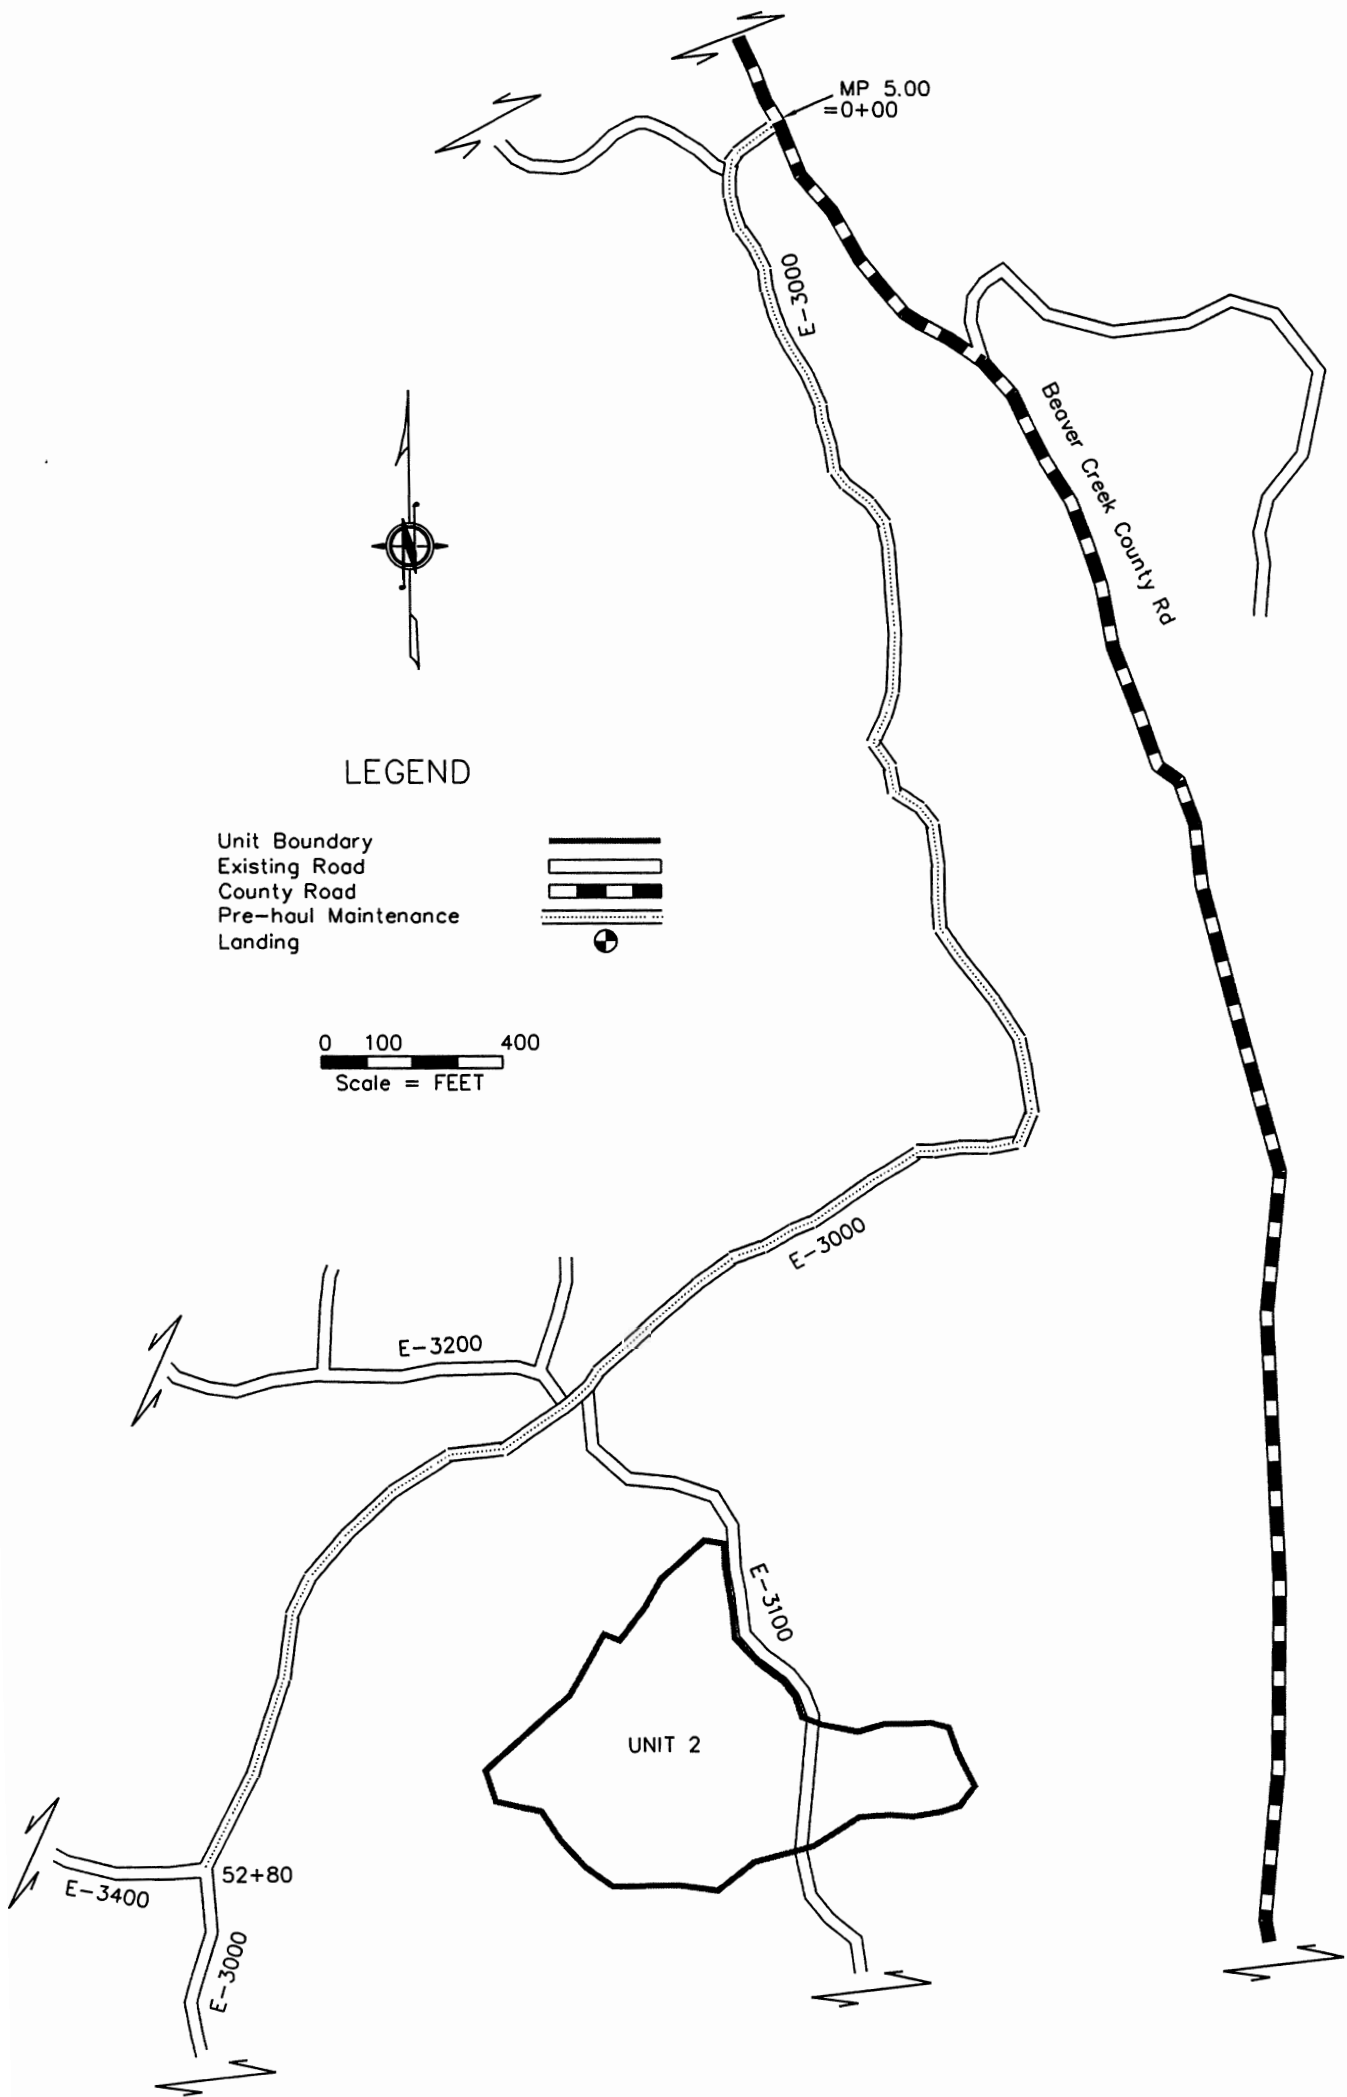 MP 5.00
=0+00
E-3000
Beaver Creek County Rd
LEGEND
Unit Boundary
Existing Road
County Road
Pre-haul Maintenance
Landing
0 100 400
Scale = FEET
E-3000
E-3200
E-3100
UNIT 2
52+80
E-3400
E-3000